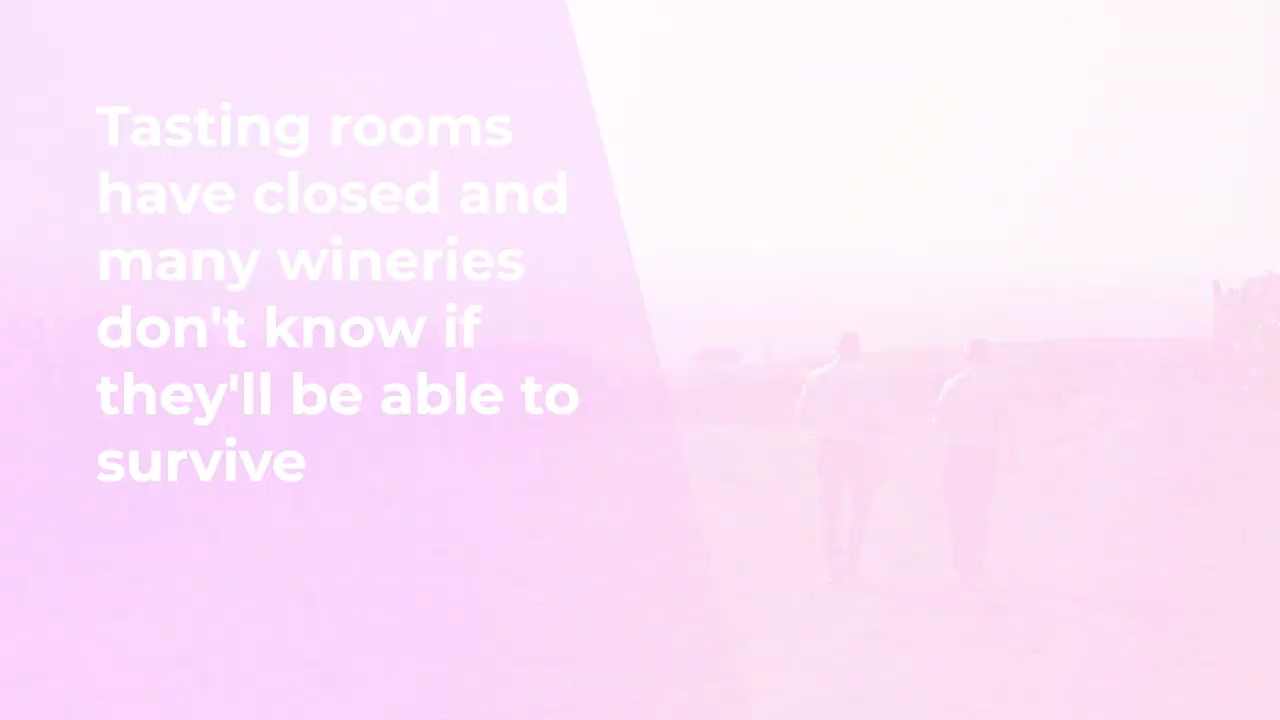 Tasting rooms
have closed and
many wineries
don't know if
they'll be able to
survive